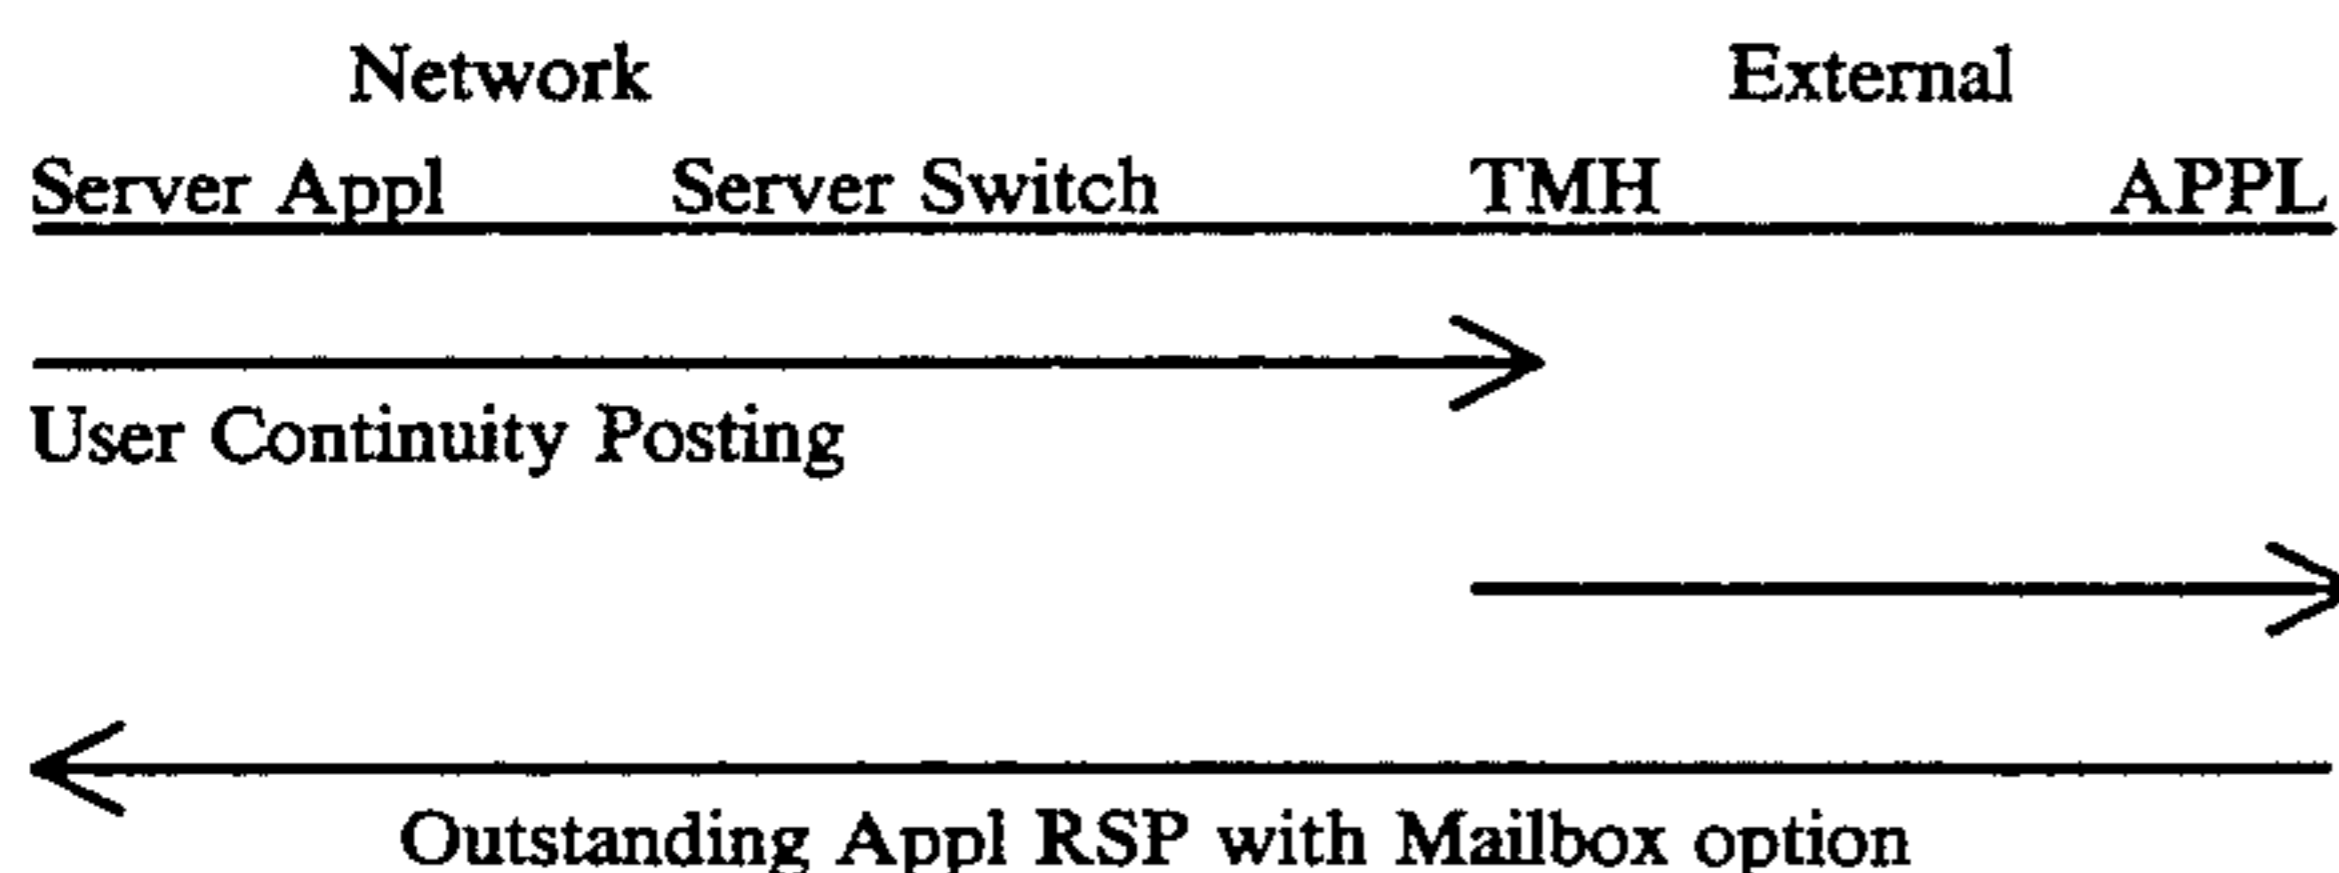 Network External
Server Appl Server Switch TMH APPL
User Continuity Posting
Outstanding Appl RSP with Mailbox option